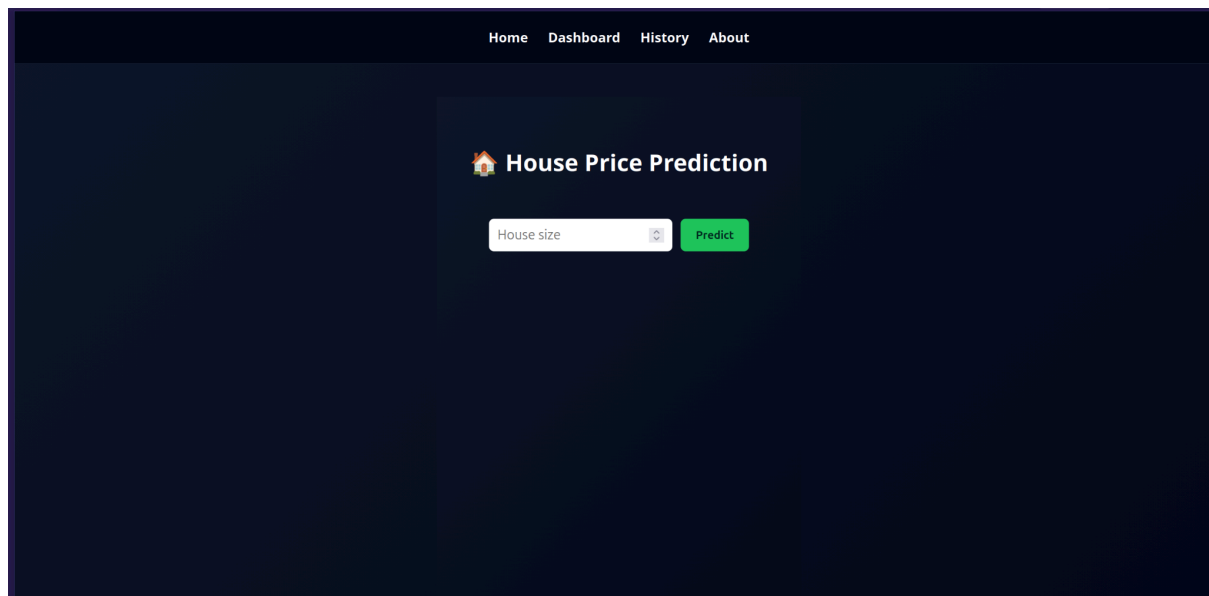 Home Dashboard History About
🏠 House Price Prediction
House size Predict